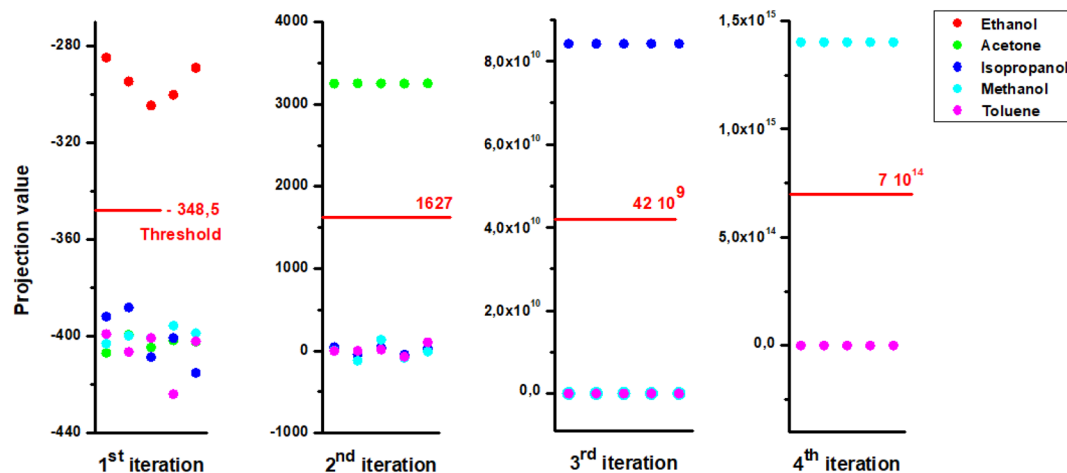 Projection value
-280
-320
-360
-400
-440
- 348,5
Threshold
1st iteration
4000
3000
2000
1000
0
-1000
1627
2nd iteration
8,0x10^10
6,0x10^10
4,0x10^10
2,0x10^10
0,0
42 10^9
3rd iteration
1,5x10^15
1,0x10^15
5,0x10^14
0,0
7 10^14
4th iteration
Ethanol
Acetone
Isopropanol
Methanol
Toluene